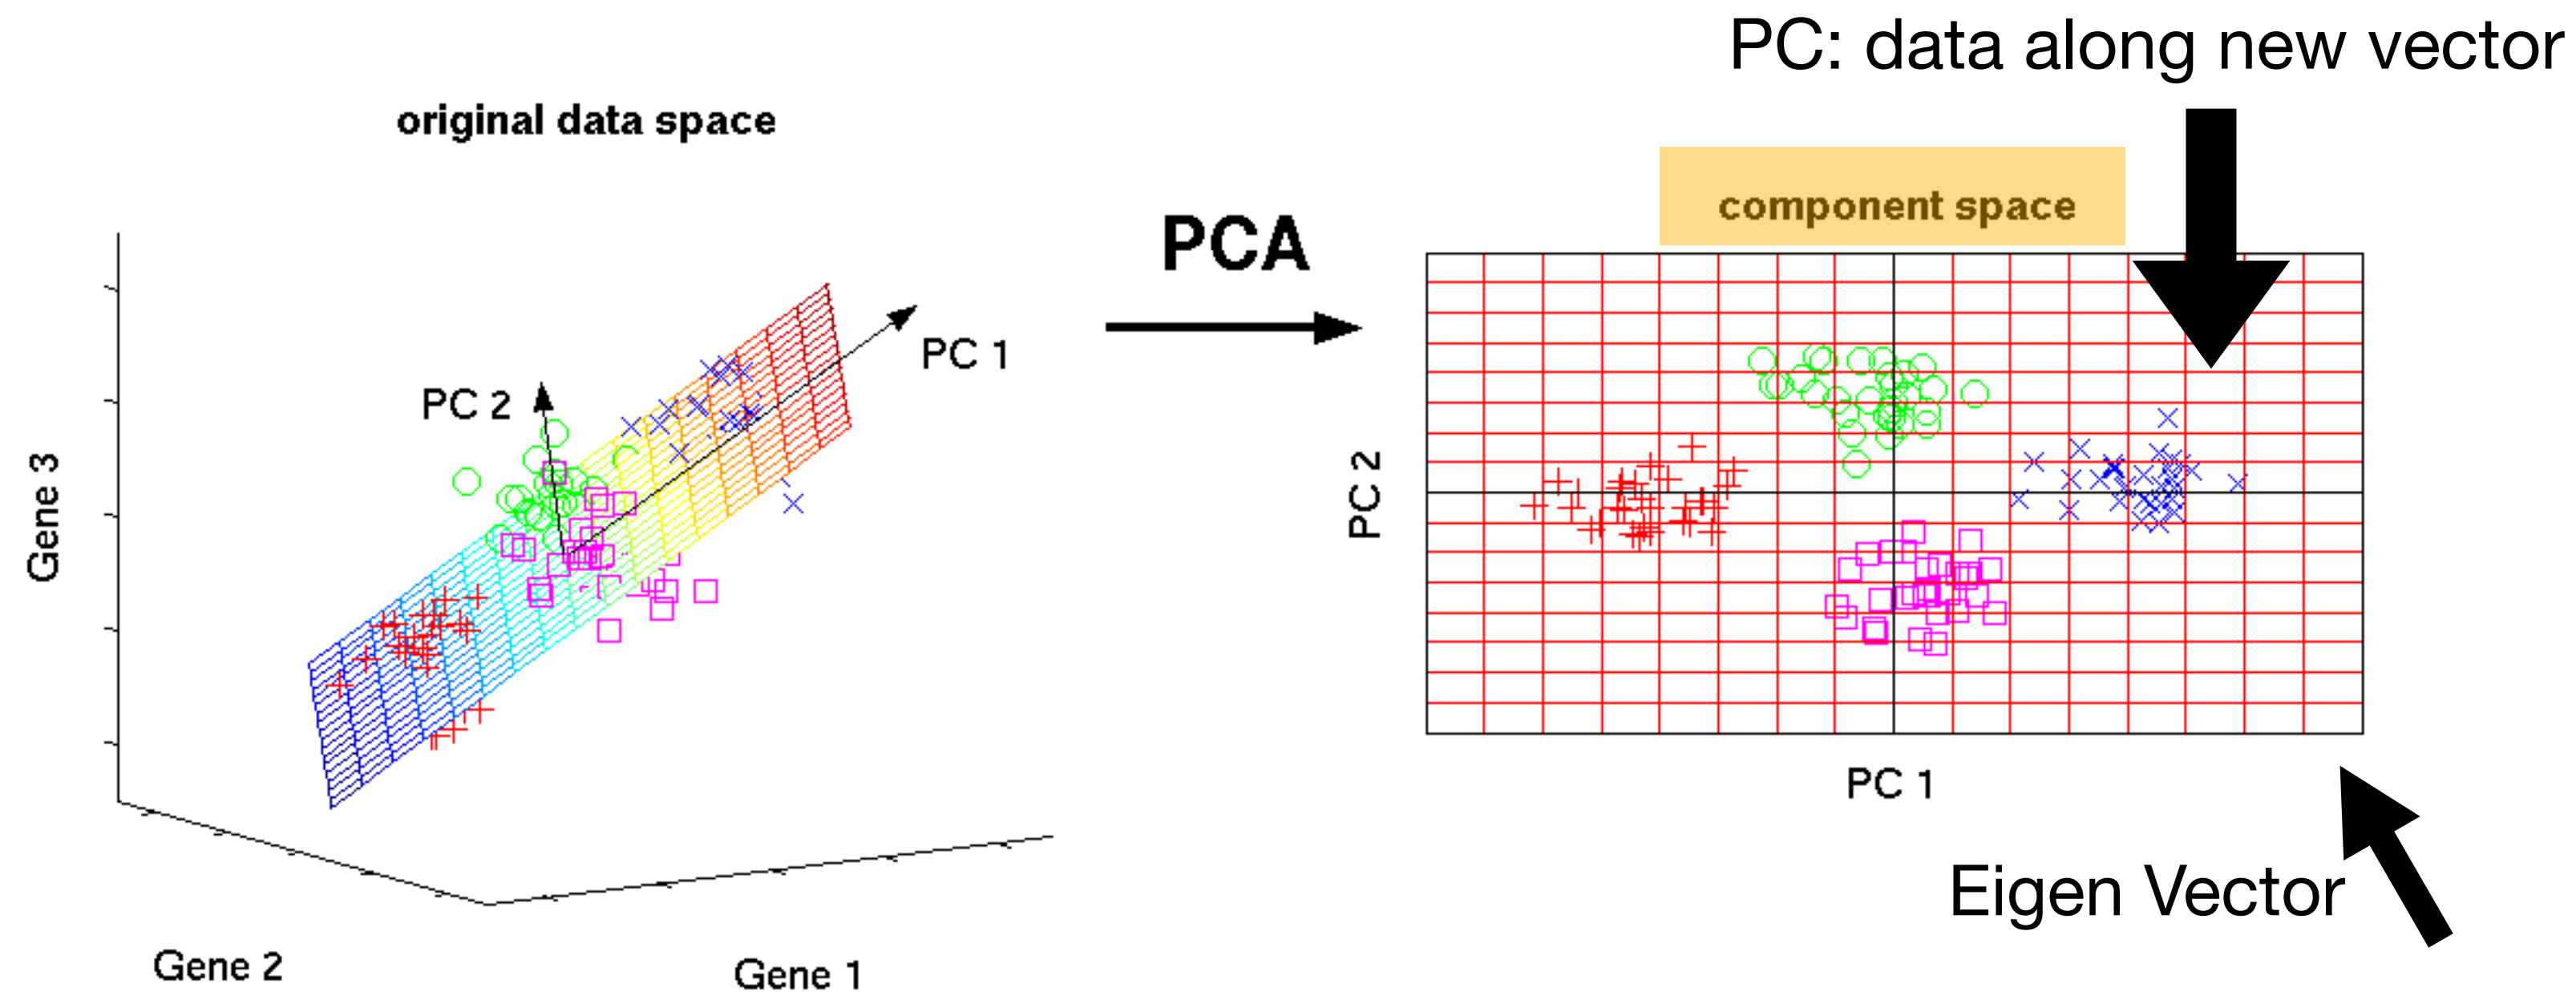 PC: data along new vector
original data space
component space
PCA
PC 1
PC 2
Gene 3
PC 2
PC 1
Eigen Vector
Gene 2
Gene 1